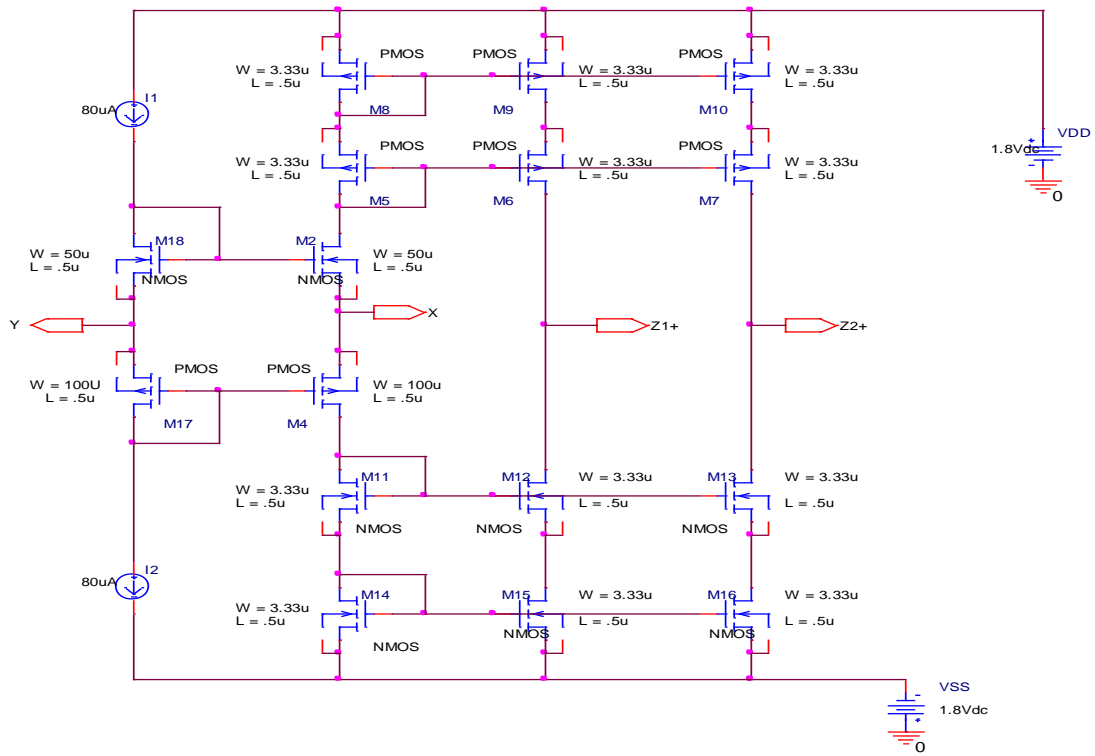 PMOS
PMOS
W = 3.33u
L = .5u
W = 3.33u
L = .5u
W = 3.33u
L = .5u
I1
80uA
M8
M9
M10
VDD
1.8Vdc
0
PMOS
PMOS
PMOS
W = 3.33u
L = .5u
W = 3.33u
L = .5u
W = 3.33u
L = .5u
M5
M6
M7
M18
M2
W = 50u
L = .5u
W = 50u
L = .5u
NMOS
NMOS
Y
X
Z1+
Z2+
PMOS
PMOS
W = 100U
L = .5u
W = 100u
L = .5u
M17
M4
M11
M12
M13
W = 3.33u
L = .5u
W = 3.33u
L = .5u
W = 3.33u
L = .5u
NMOS
NMOS
NMOS
I2
80uA
M14
M15
M16
W = 3.33u
L = .5u
W = 3.33u
L = .5u
W = 3.33u
L = .5u
NMOS
NMOS
NMOS
VSS
1.8Vdc
0